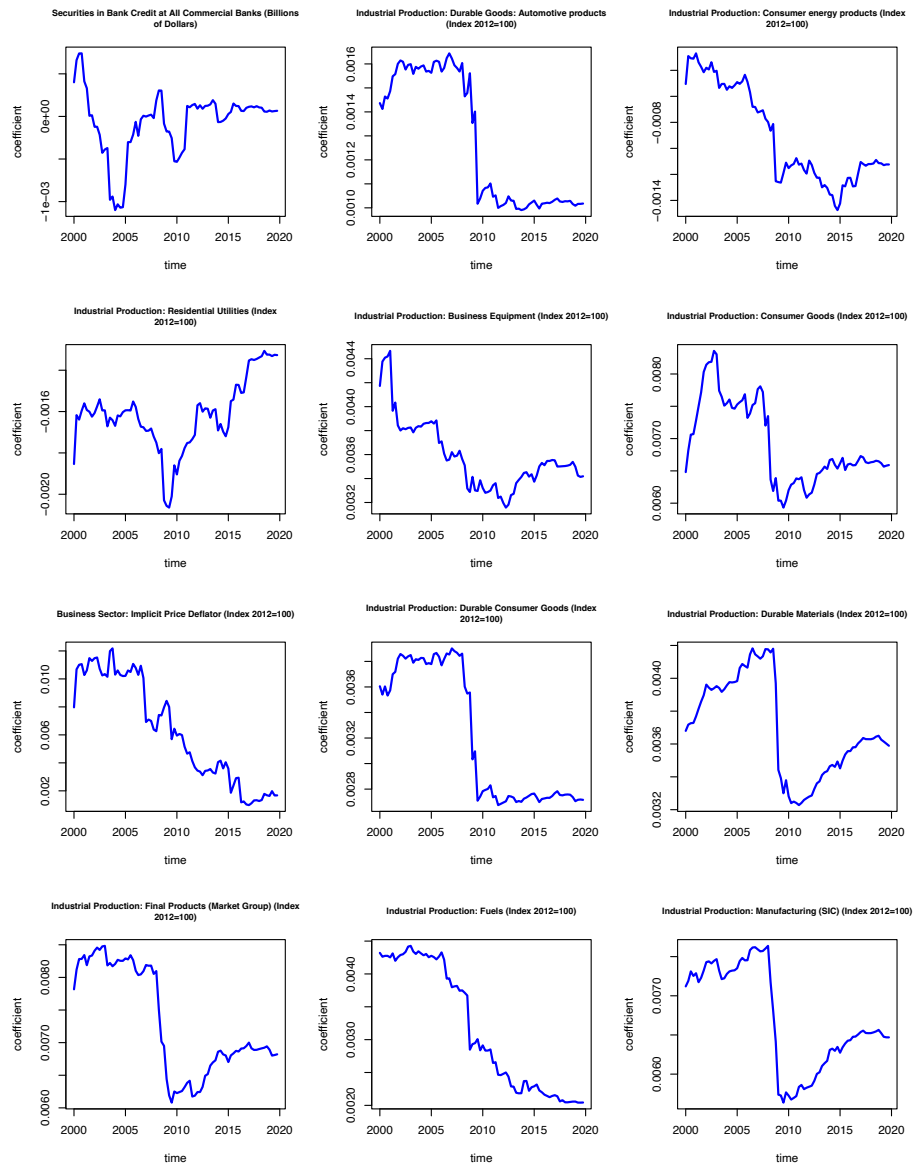 Securities in Bank Credit at All Commercial Banks (Billions
of Dollars)
coefficient
−1e−03
0e+00
2000 2005 2010 2015 2020
time
Industrial Production: Durable Goods: Automotive products
(Index 2012=100)
coefficient
0.0010 0.0012 0.0014 0.0016
2000 2005 2010 2015 2020
time
Industrial Production: Consumer energy products (Index
2012=100)
coefficient
−0.0014 −0.0008
2000 2005 2010 2015 2020
time
Industrial Production: Residential Utilities (Index
2012=100)
coefficient
−0.0020 −0.0016
2000 2005 2010 2015 2020
time
Industrial Production: Business Equipment (Index 2012=100)
coefficient
0.0032 0.0036 0.0040 0.0044
2000 2005 2010 2015 2020
time
Industrial Production: Consumer Goods (Index 2012=100)
coefficient
0.0060 0.0070 0.0080
2000 2005 2010 2015 2020
time
Business Sector: Implicit Price Deflator (Index 2012=100)
coefficient
0.002 0.006 0.010
2000 2005 2010 2015 2020
time
Industrial Production: Durable Consumer Goods (Index
2012=100)
coefficient
0.0028 0.0032 0.0036
2000 2005 2010 2015 2020
time
Industrial Production: Durable Materials (Index 2012=100)
coefficient
0.0032 0.0036 0.0040
2000 2005 2010 2015 2020
time
Industrial Production: Final Products (Market Group) (Index
2012=100)
coefficient
0.0060 0.0070 0.0080
2000 2005 2010 2015 2020
time
Industrial Production: Fuels (Index 2012=100)
coefficient
0.0020 0.0030 0.0040
2000 2005 2010 2015 2020
time
Industrial Production: Manufacturing (SIC) (Index 2012=100)
coefficient
0.0060 0.0070
2000 2005 2010 2015 2020
time